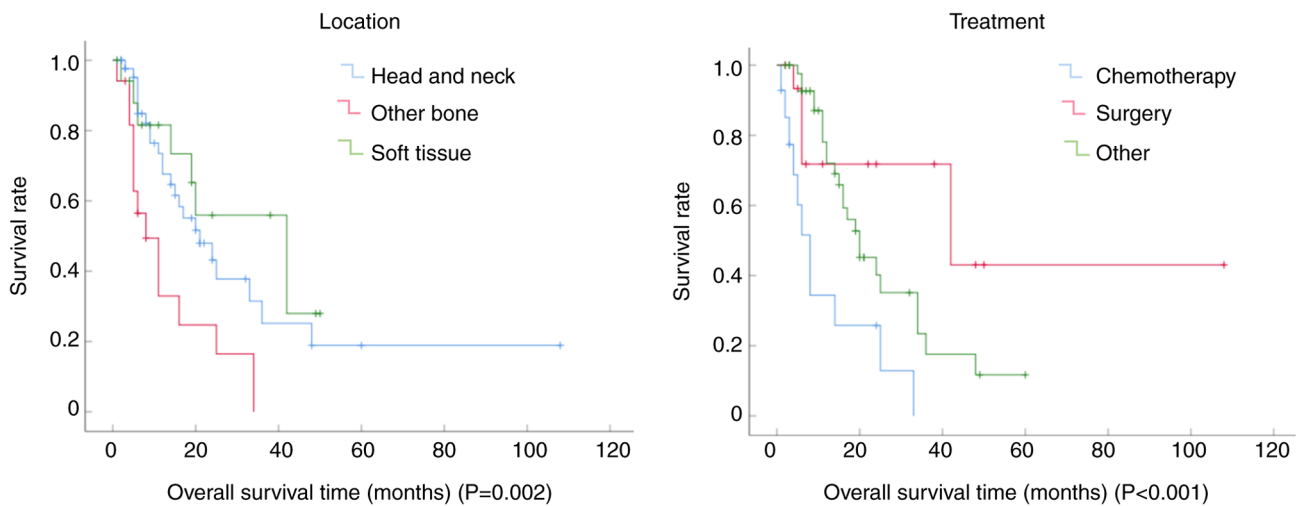 Location
Head and neck
Other bone
Soft tissue
1.0
0.8
0.6
0.4
0.2
0
Survival rate
0 20 40 60 80 100 120
Overall survival time (months) (P=0.002)
Treatment
Chemotherapy
Surgery
Other
1.0
0.8
0.6
0.4
0.2
0
Survival rate
0 20 40 60 80 100 120
Overall survival time (months) (P<0.001)